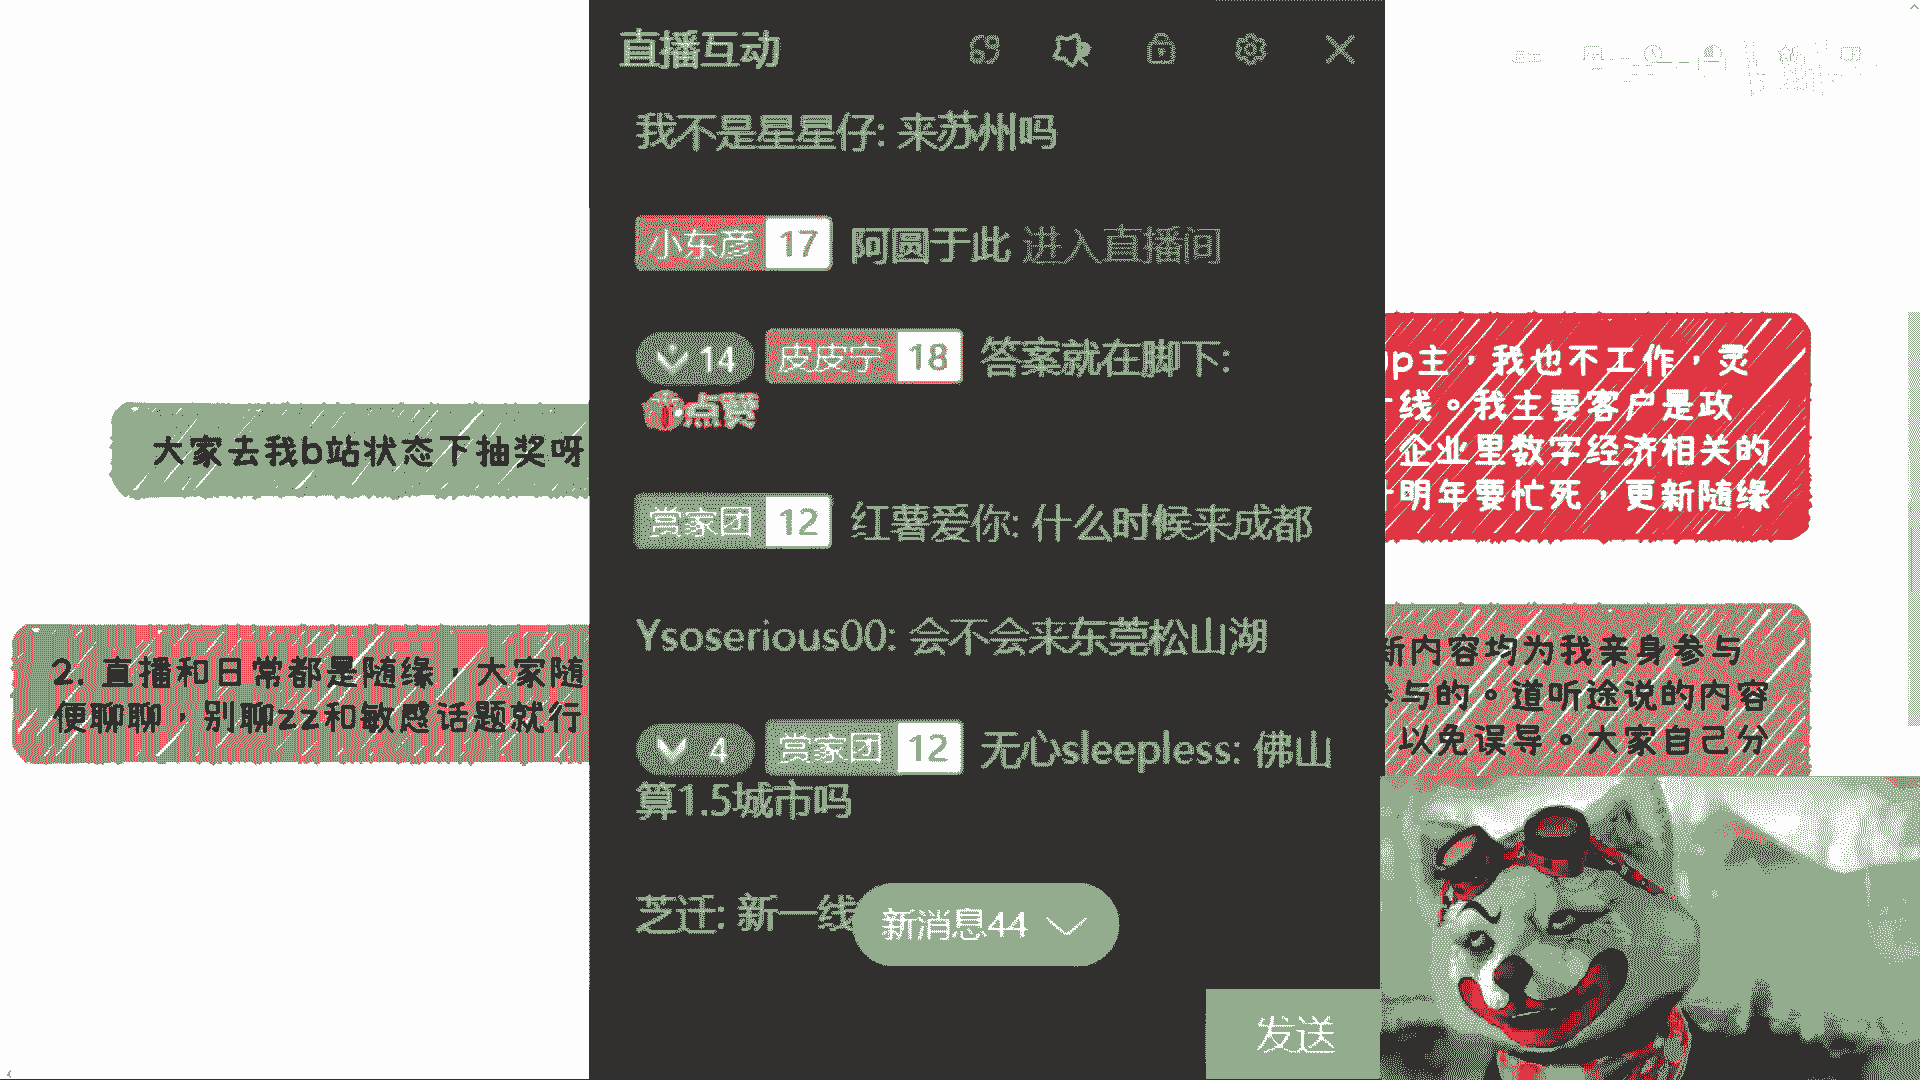 直播互动
69
我不是星星仔: 来苏州吗
小东彦 17 阿圆于此 进入直播间
14 皮皮宁 18 答案就在脚下:
点赞
赏家团 12 红薯爱你: 什么时候来成都
Ysoserious00: 会不会来东莞松山湖
4 赏家团 12 无心sleepless: 佛山
算1.5城市吗
芝迁: 新一线
新消息44
发送
大家去我b站状态下抽奖呀
2. 直播和日常都是随缘，大家随
便聊聊，别聊zz和敏感话题就行
up主，我也不工作，灵
线。我主要客户是政
企业里数字经济相关的
明年要忙死，更新随缘
新内容均为我亲身参与
参与的。道听途说的内容
以免误导。大家自己分